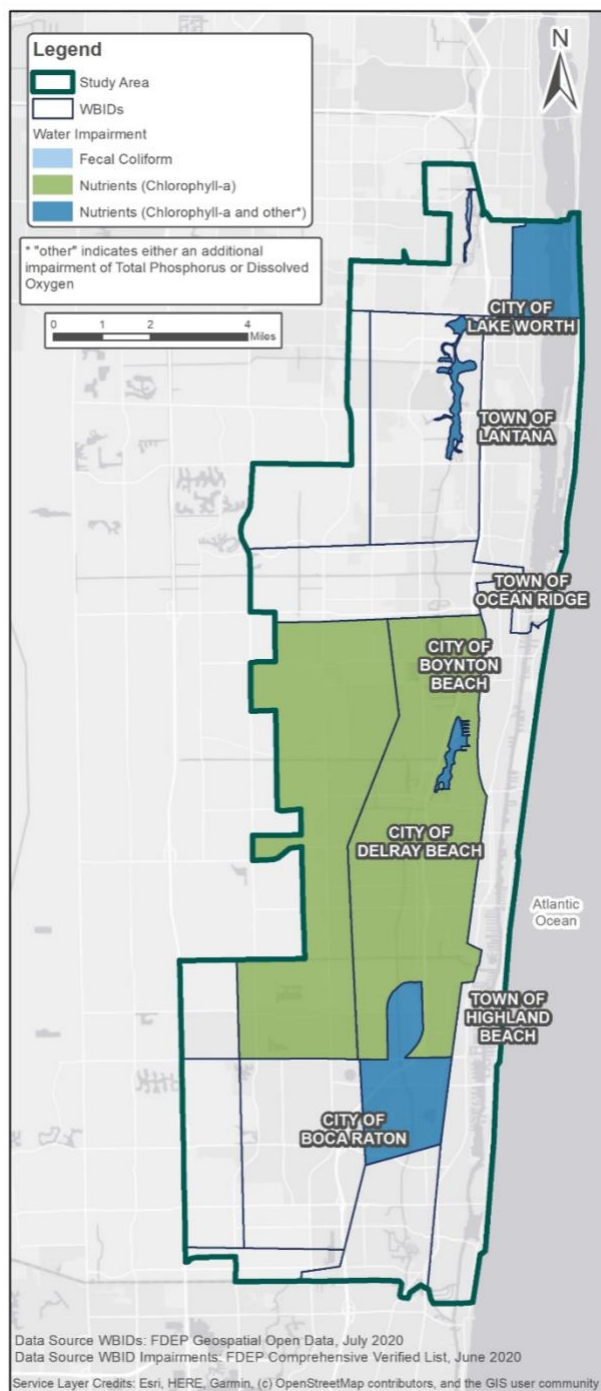 Legend
Study Area
WBIDs
Water Impairment
Fecal Coliform
Nutrients (Chlorophyll-a)
Nutrients (Chlorophyll-a and other*)
* "other" indicates either an additional
impairment of Total Phosphorus or Dissolved
Oxygen
0 1 2 4
Miles
N
CITY OF
LAKE WORTH
TOWN OF
LANTANA
TOWN OF
OCEAN RIDGE
CITY OF
BOYNTON
BEACH
CITY OF
DELRAY BEACH
Atlantic
Ocean
TOWN OF
HIGHLAND
BEACH
CITY OF
BOCA RATON
Data Source WBIDs: FDEP Geospatial Open Data, July 2020
Data Source WBID Impairments: FDEP Comprehensive Verified List, June 2020
Service Layer Credits: Esri, HERE, Garmin, (c) OpenStreetMap contributors, and the GIS user community